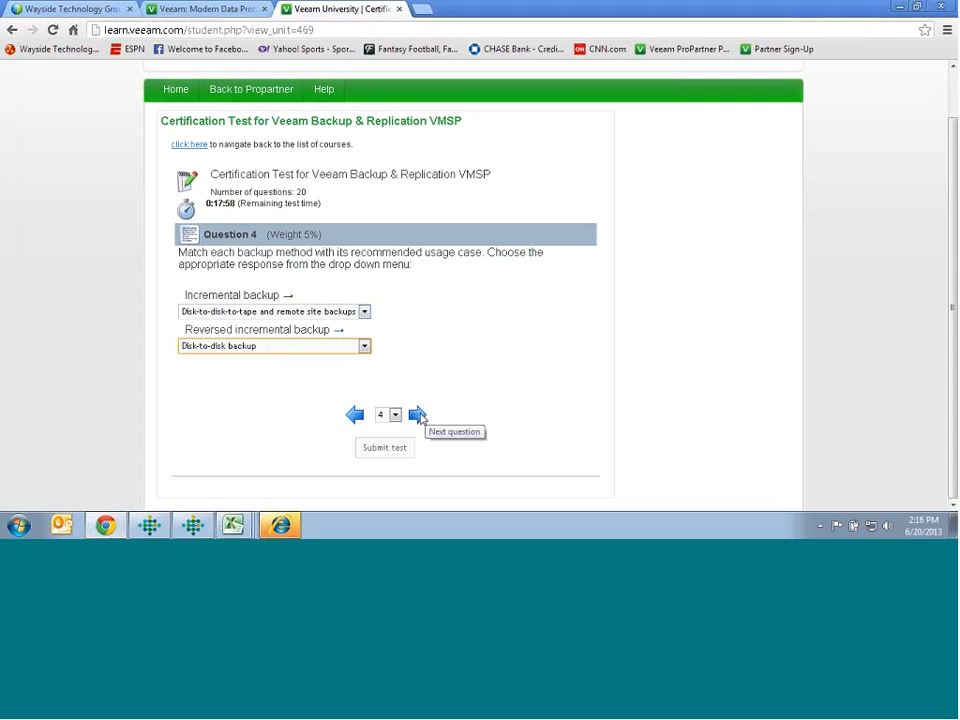 Wayside Technology Gro
Veeam: Modern Data Prot
Veeam University | Certific
learn.veeam.com/student.php?view_unit=469
Wayside Technolog...
ESPN
Welcome to Facebo...
Yahoo! Sports - Spor...
Fantasy Football, Fa...
CHASE Bank - Credi...
CNN.com
Veeam ProPartner P...
Partner Sign-Up
Home
Back to Propartner
Help
Certification Test for Veeam Backup & Replication VMSP
click here to navigate back to the list of courses.
Certification Test for Veeam Backup & Replication VMSP
Number of questions: 20
0:17:58 (Remaining test time)
Question 4 (Weight 5%)
Match each backup method with its recommended usage case. Choose the
appropriate response from the drop down menu:
Incremental backup →
Disk-to-disk-to-tape and remote site backups
Reversed incremental backup →
Disk-to-disk backup
4
Next question
Submit test
2:16 PM
6/20/2013